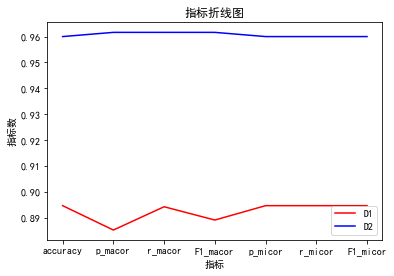 指标折线图
0.96
0.95
0.94
0.93
0.92
0.91
0.90
0.89
指标数
accuracy p_macor r_macor F1_macor p_micor r_micor F1_micor
指标
D1
D2